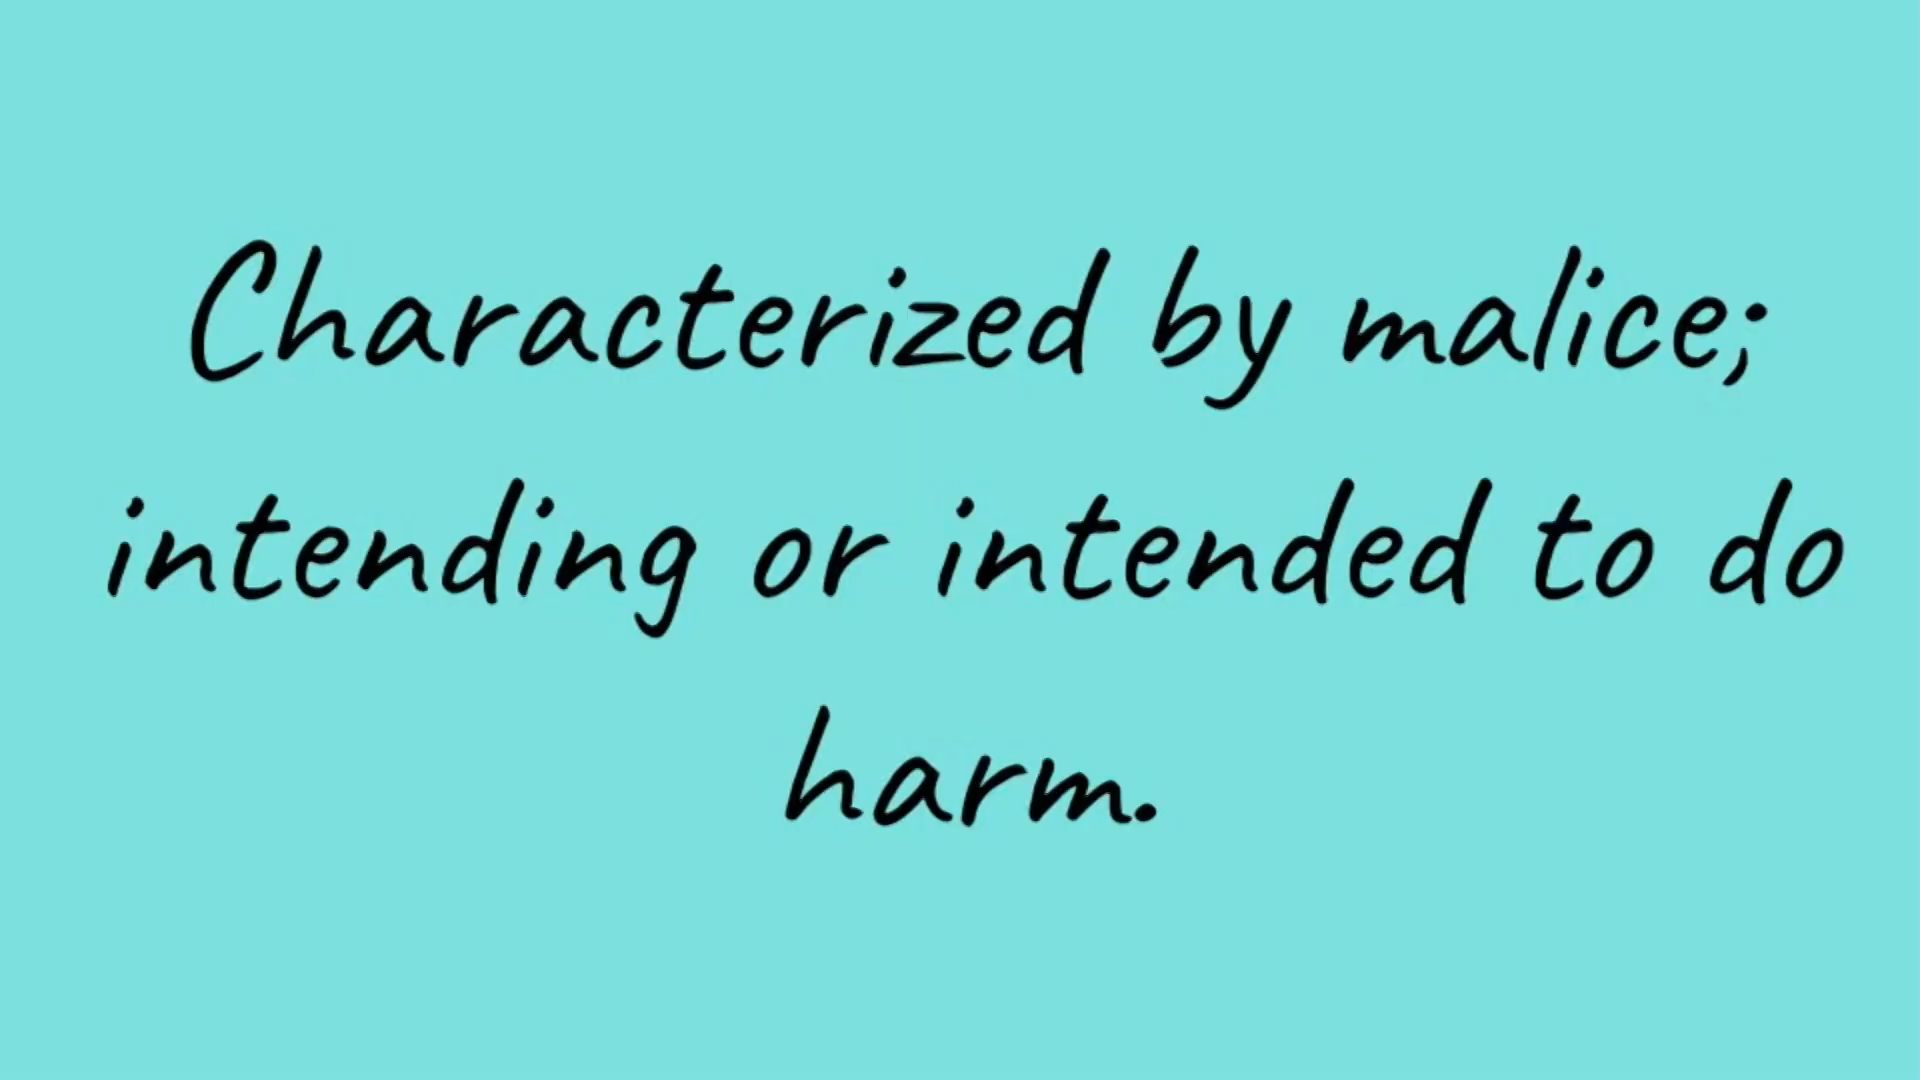 Characterized by malice;
intending or intended to do
harm.